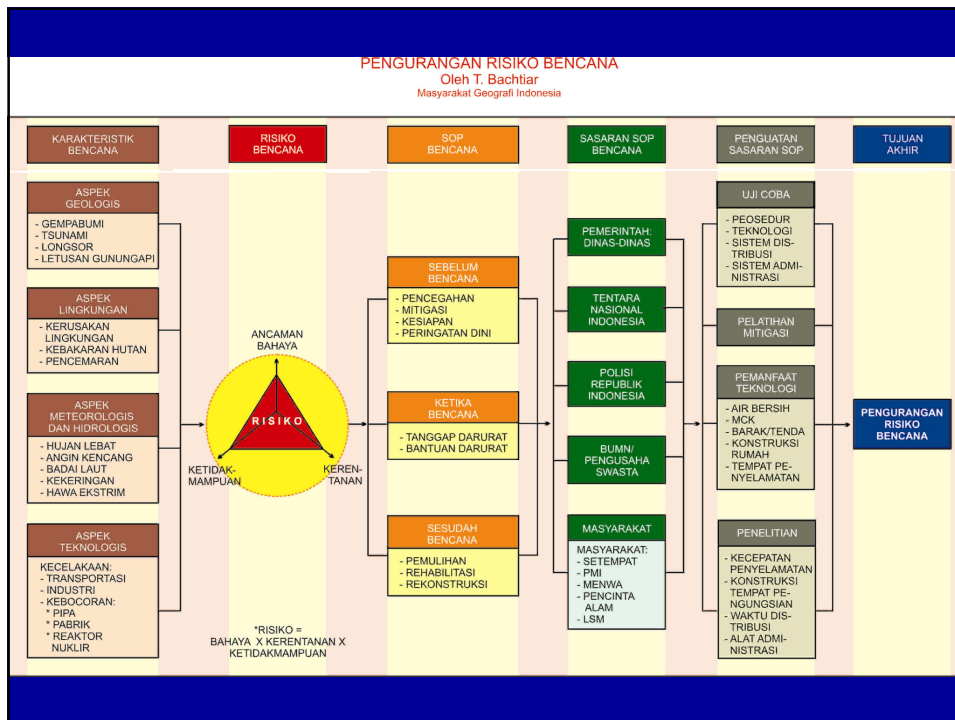 PENGURANGAN RISIKO BENCANA
Oleh T. Bachtiar
Masyarakat Geografi Indonesia
KARAKTERISTIK
BENCANA
RISIKO
BENCANA
SOP
BENCANA
SASARAN SOP
BENCANA
PENGUATAN
SASARAN SOP
TUJUAN
AKHIR
ASPEK
GEOLOGIS
- GEMPABUMI
- TSUNAMI
- LONGSOR
- LETUSAN GUNUNGAPI
ASPEK
LINGKUNGAN
- KERUSAKAN
LINGKUNGAN
- KEBAKARAN HUTAN
- PENCEMARAN
ASPEK
METEOROLOGIS
DAN HIDROLOGIS
- HUJAN LEBAT
- ANGIN KENCANG
- BADAI LAUT
- KEKERINGAN
- HAWA EKSTRIM
ASPEK
TEKNOLOGIS
KECELAKAAN:
- TRANSPORTASI
- INDUSTRI
- KEBOCORAN:
* PIPA
* PABRIK
* REAKTOR
NUKLIR
ANCAMAN
BAHAYA
RISIKO
KETIDAK-
MAMPUAN
KEREN-
TANAN
*RISIKO =
BAHAYA X KERENTANAN X
KETIDAKMAMPUAN
SEBELUM
BENCANA
- PENCEGAHAN
- MITIGASI
- KESIAPAN
- PERINGATAN DINI
KETIKA
BENCANA
- TANGGAP DARURAT
- BANTUAN DARURAT
SESUDAH
BENCANA
- PEMULIHAN
- REHABILITASI
- REKONSTRUKSI
PEMERINTAH:
DINAS-DINAS
TENTARA
NASIONAL
INDONESIA
POLISI
REPUBLIK
INDONESIA
BUMN/
PENGUSAHA
SWASTA
MASYARAKAT
MASYARAKAT:
- SETEMPAT
- PMI
- MENWA
- PENCINTA
ALAM
- LSM
UJI COBA
- PEOSEDUR
- TEKNOLOGI
- SISTEM DIS-
TRIBUSI
- SISTEM ADMI-
NISTRASI
PELATIHAN
MITIGASI
PEMANFAAT
TEKNOLOGI
- AIR BERSIH
- MCK
- BARAK/TENDA
- KONSTRUKSI
RUMAH
- TEMPAT PE-
NYELAMATAN
PENELITIAN
- KECEPATAN
PENYELAMATAN
- KONSTRUKSI
TEMPAT PE-
NGUNGSIAN
- WAKTU DIS-
TRIBUSI
- ALAT ADMI-
NISTRASI
PENGURANGAN
RISIKO
BENCANA